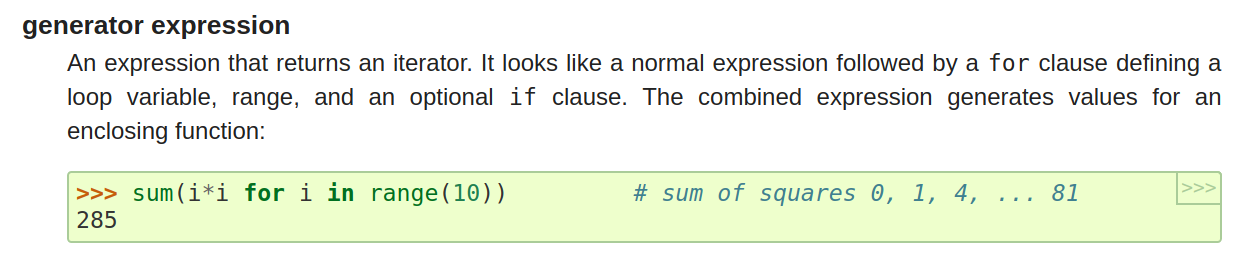 generator expression
An expression that returns an iterator. It looks like a normal expression followed by a for clause defining a
loop variable, range, and an optional if clause. The combined expression generates values for an
enclosing function:
>>> sum(i*i for i in range(10))         # sum of squares 0, 1, 4, ... 81
>>>
285